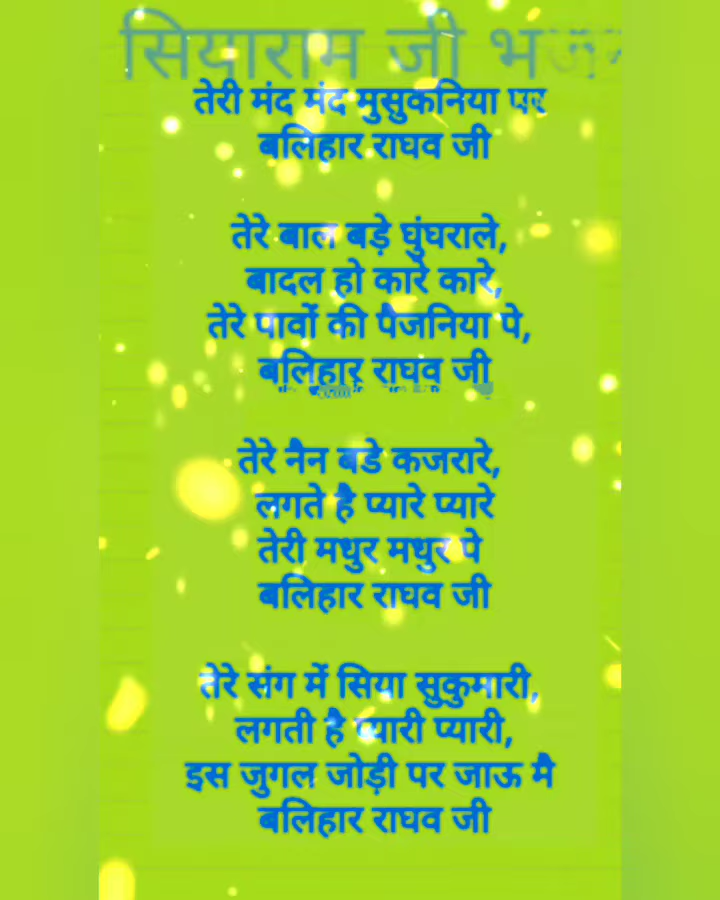 सियाराम जी भजन
तेरी मंद मंद मुसुकनिया पर
बलिहार राघव जी
तेरे बाल बड़े घुंघराले,
बादल हो कारे कारे,
तेरे पावों की पैजनिया पे,
बलिहार राघव जी
तेरे नैन बडे कजरारे,
लगते है प्यारे प्यारे
तेरी मधुर मधुर पे
बलिहार राघव जी
तेरे संग में सिया सुकुमारी,
लगती है प्यारी प्यारी,
इस जुगल जोड़ी पर जाऊ मै
बलिहार राघव जी